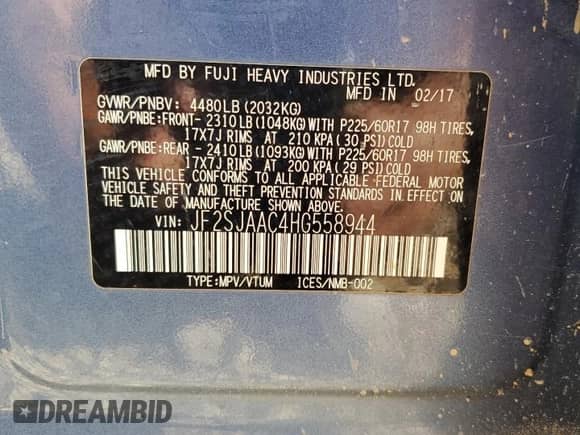 MFD BY FUJI HEAVY INDUSTRIES LTD.
MFD IN 02/17
GVWR/PNBV: 4480LB (2032KG)
GAWR/PNBE:FRONT- 2310LB(1048KG)WITH P225/60R17 98H TIRES,
17X7J RIMS AT 210 KPA (30 PSI)COLD
GAWR/PNBE:REAR - 2410LB(1093KG)WITH P225/60R17 98H TIRES,
17X7J RIMS AT 200 KPA (29 PSI)COLD
THIS VEHICLE CONFORMS TO ALL APPLICABLE FEDERAL MOTOR
VEHICLE SAFETY AND THEFT PREVENTION STANDARDS IN EFFECT ON
THE DATE OF MANUFACTURE SHOWN ABOVE.
VIN: JF2SJAAC4HG558944
TYPE:MPV/VTUM ICES/NMB-002
DREAMBID